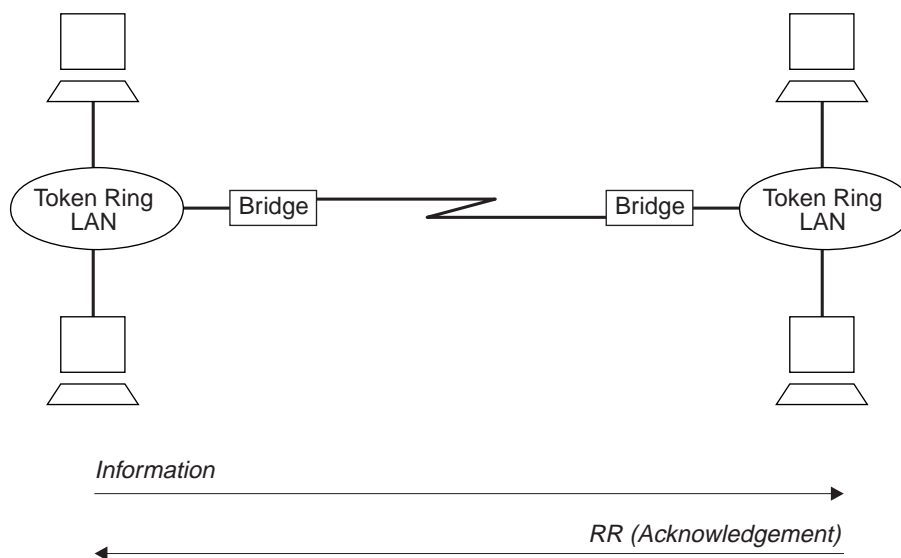 Token Ring
LAN
Bridge
Bridge
Token Ring
LAN
Information
RR (Acknowledgement)